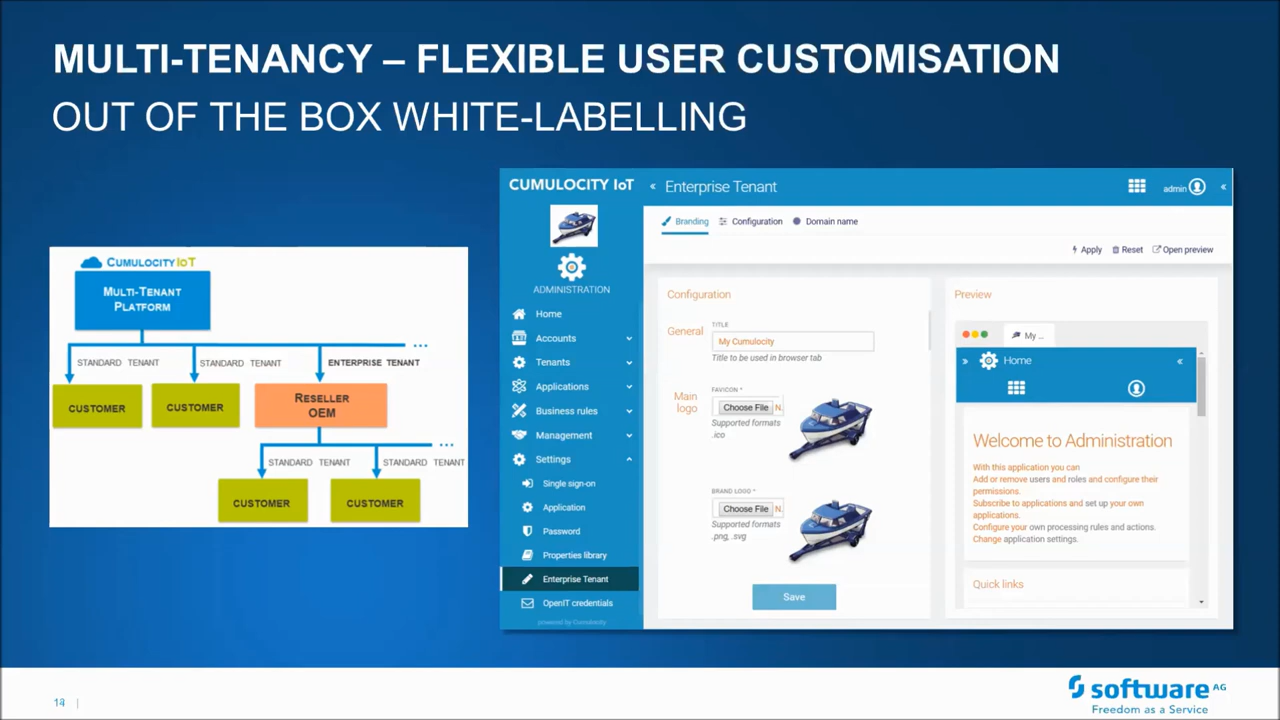 MULTI-TENANCY – FLEXIBLE USER CUSTOMISATION
OUT OF THE BOX WHITE-LABELLING
CUMULOCITY IoT
MULTI-TENANT
PLATFORM
...
STANDARD TENANT
STANDARD TENANT
ENTERPRISE TENANT
CUSTOMER
CUSTOMER
RESELLER
OEM
...
STANDARD TENANT
STANDARD TENANT
CUSTOMER
CUSTOMER
CUMULOCITY IoT
« Enterprise Tenant
admin
«
ADMINISTRATION
Home
Accounts
Tenants
Applications
Business rules
Management
Settings
Single sign-on
Application
Password
Properties library
Enterprise Tenant
OpenIT credentials
powered by Cumulocity
Branding
Configuration
Domain name
Apply
Reset
Open preview
Configuration
General
TITLE
My Cumulocity
Title to be used in browser tab
Main
logo
FAVICON *
Choose File N.
Supported formats
.ico
BRAND LOGO *
Choose File N.
Supported formats
.png, .svg
Save
Preview
My ...
» Home «
Welcome to Administration
With this application you can
Add or remove users and roles and configure their
permissions.
Subscribe to applications and set up your own
applications.
Configure your own processing rules and actions.
Change application settings.
Quick links
software AG
Freedom as a Service